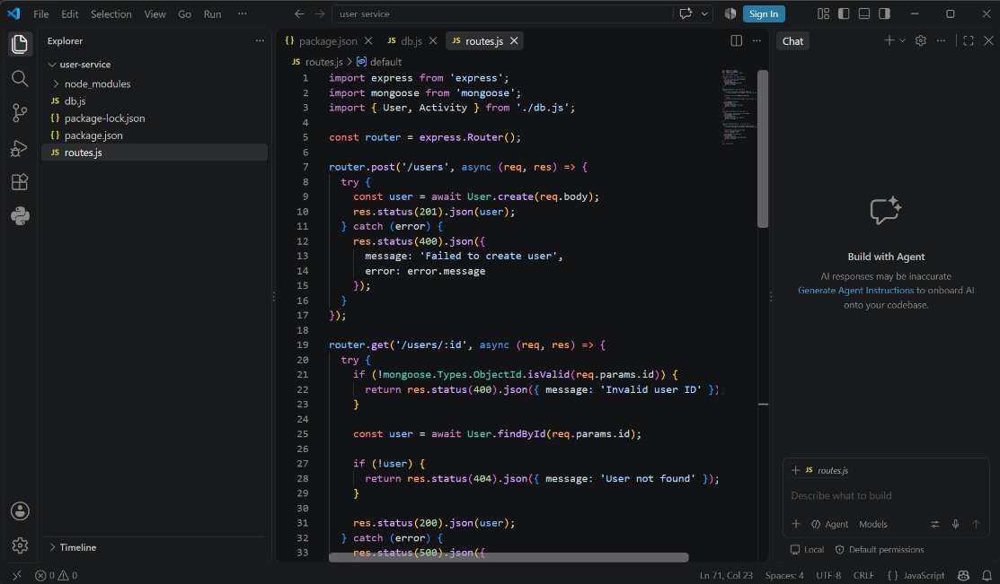 File Edit Selection View Go Run ··· user-service Sign In
Explorer ···
user-service
node_modules
JS db.js
{} package-lock.json
{} package.json
JS routes.js
Timeline
{} package.json JS db.js JS routes.js ···
JS routes.js > default
1 import express from 'express';
2 import mongoose from 'mongoose';
3 import { User, Activity } from './db.js';
4
5 const router = express.Router();
6
7 router.post('/users', async (req, res) => {
8 try {
9 const user = await User.create(req.body);
10 res.status(201).json(user);
11 } catch (error) {
12 res.status(400).json({
13 message: 'Failed to create user',
14 error: error.message
15 });
16 }
17 });
18
19 router.get('/users/:id', async (req, res) => {
20 try {
21 if (!mongoose.Types.ObjectId.isValid(req.params.id)) {
22 return res.status(400).json({ message: 'Invalid user ID' })
23 }
24
25 const user = await User.findById(req.params.id);
26
27 if (!user) {
28 return res.status(404).json({ message: 'User not found' });
29 }
30
31 res.status(200).json(user);
32 } catch (error) {
33 res.status(500).json({
Chat ···
Build with Agent
AI responses may be inaccurate
Generate Agent Instructions to onboard AI
onto your codebase.
JS routes.js
Describe what to build
Agent Models
Local Default permissions
0 0 Ln 71, Col 23 Spaces: 4 UTF-8 CRLF {} JavaScript